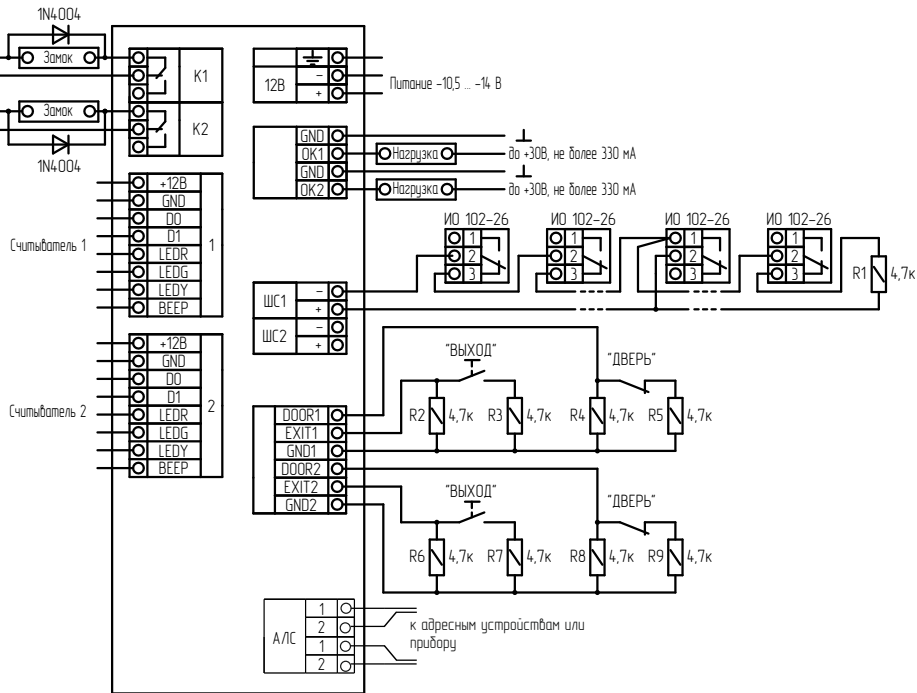 1N4004
Замок
К1
К2
Замок
1N4004
12В
–
+
Питание –10,5 ... –14 В
GND
OK1
GND
OK2
Нагрузка
до +30В, не более 330 мА
Нагрузка
до +30В, не более 330 мА
Считыватель 1
+12В
GND
D0
D1
LEDR
LEDG
LEDY
BEEP
1
ИО 102–26
1
2
3
ИО 102–26
1
2
3
ИО 102–26
1
2
3
ИО 102–26
1
2
3
R1
4,7к
ШС1
–
+
ШС2
–
+
Считыватель 2
+12В
GND
D0
D1
LEDR
LEDG
LEDY
BEEP
2
DOOR1
EXIT1
GND1
DOOR2
EXIT2
GND2
"ВЫХОД"
"ДВЕРЬ"
R2 4,7к
R3 4,7к
R4 4,7к
R5 4,7к
"ВЫХОД"
"ДВЕРЬ"
R6 4,7к
R7 4,7к
R8 4,7к
R9 4,7к
А/ЛС
1
2
1
2
к адресным устройствам или
прибору